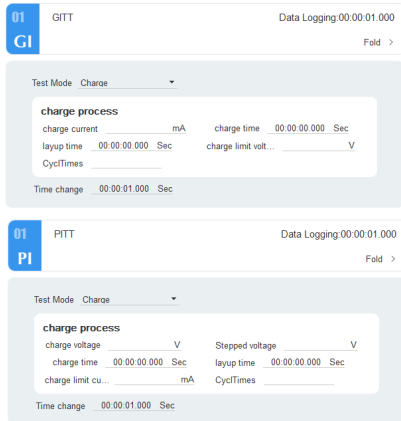 01 GITT Data Logging:00:00:01.000
GI Fold >
Test Mode Charge
charge process
charge current mA charge time 00:00:00.000 Sec
layup time 00:00:00.000 Sec charge limit volt... V
CyclTimes
Time change 00:00:01.000 Sec
01 PITT Data Logging:00:00:01.000
PI Fold >
Test Mode Charge
charge process
charge voltage V Stepped voltage V
charge time 00:00:00.000 Sec layup time 00:00:00.000 Sec
charge limit cu... mA CyclTimes
Time change 00:00:01.000 Sec